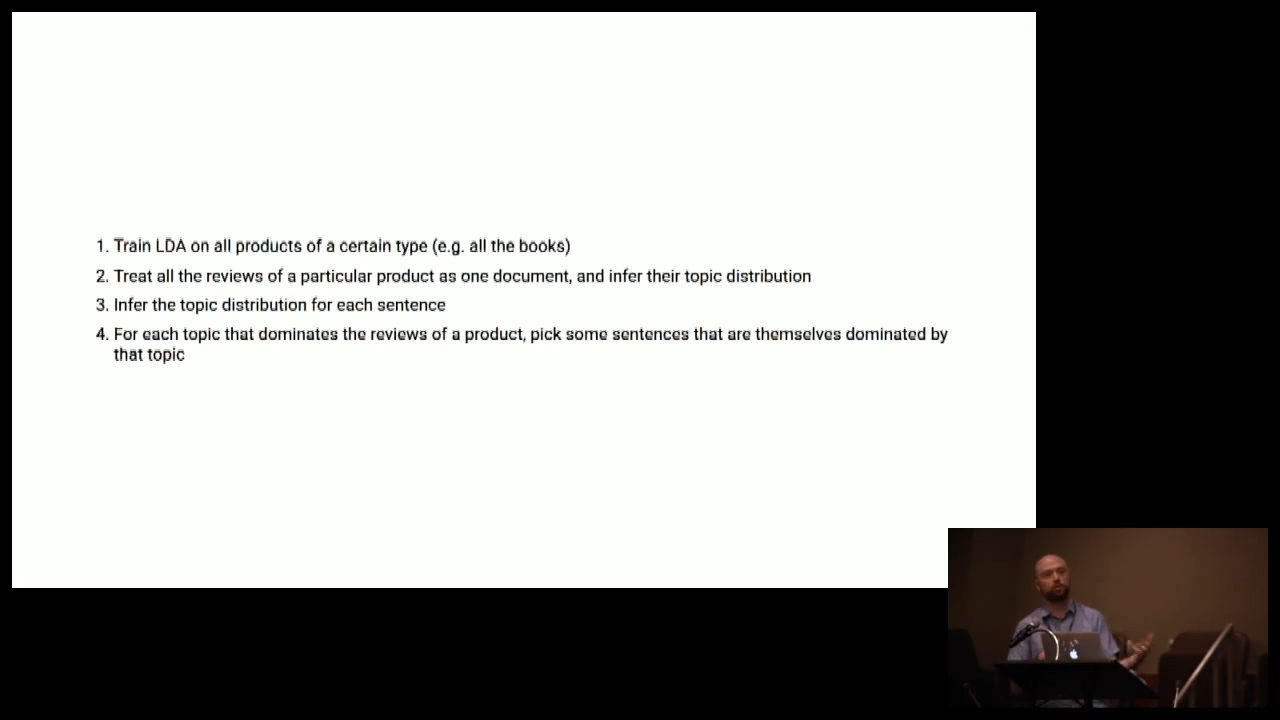 1. Train LDA on all products of a certain type (e.g. all the books)
2. Treat all the reviews of a particular product as one document, and infer their topic distribution
3. Infer the topic distribution for each sentence
4. For each topic that dominates the reviews of a product, pick some sentences that are themselves dominated by
that topic